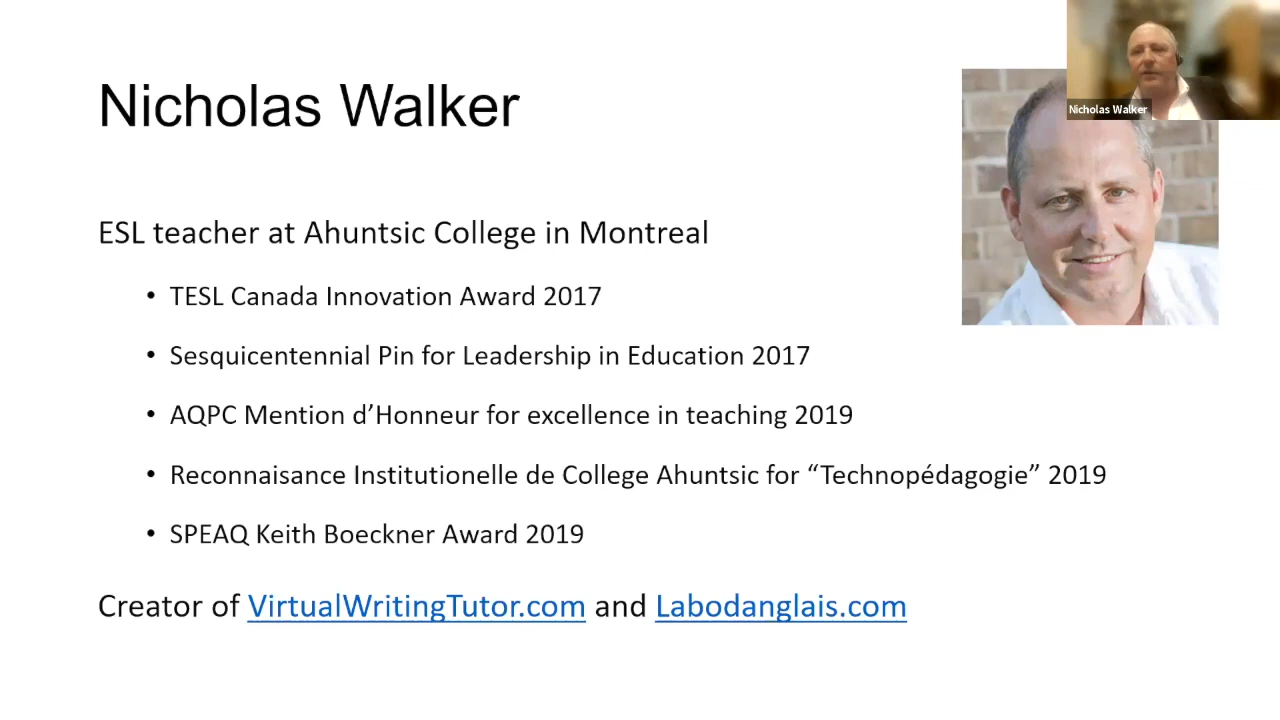 Nicholas Walker
Nicholas Walker
ESL teacher at Ahuntsic College in Montreal
• TESL Canada Innovation Award 2017
• Sesquicentennial Pin for Leadership in Education 2017
• AQPC Mention d’Honneur for excellence in teaching 2019
• Reconnaisance Institutionelle de College Ahuntsic for “Technopédagogie” 2019
• SPEAQ Keith Boeckner Award 2019
Creator of VirtualWritingTutor.com and Labodanglais.com